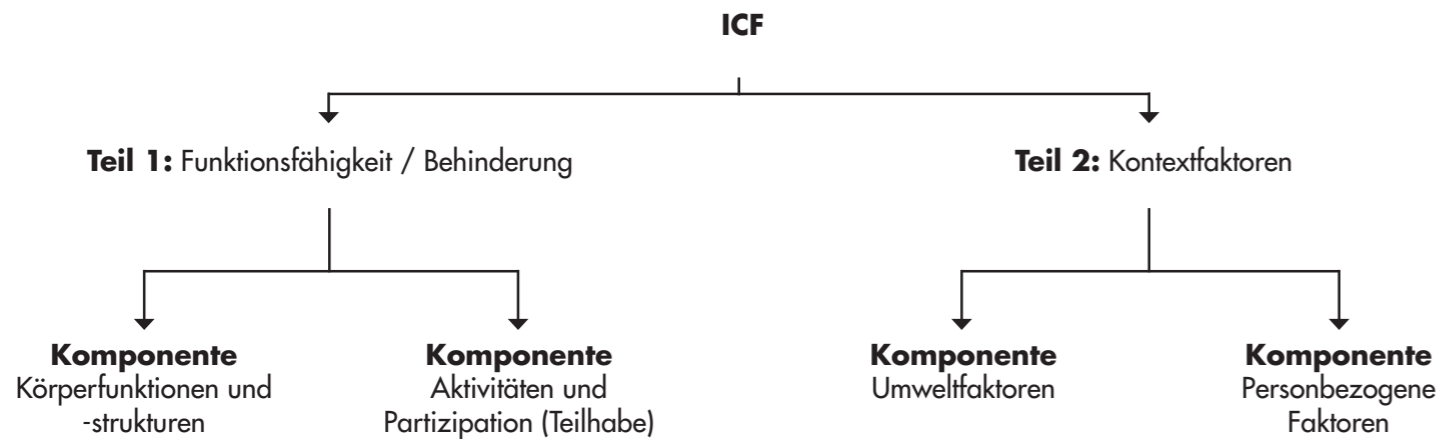 ICF
Teil 1: Funktionsfähigkeit / Behinderung
Teil 2: Kontextfaktoren
Komponente
Körperfunktionen und
-strukturen
Komponente
Aktivitäten und
Partizipation (Teilhabe)
Komponente
Umweltfaktoren
Komponente
Personbezogene
Faktoren